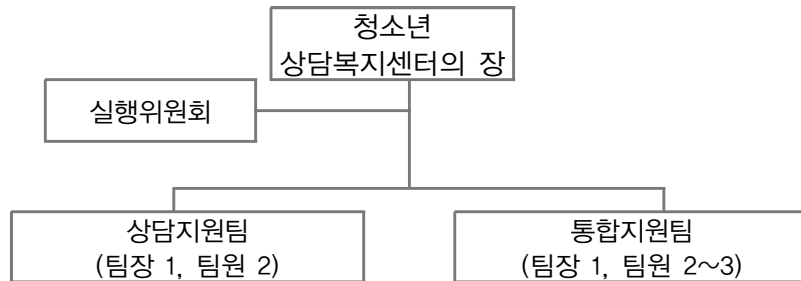 청소년
상담복지센터의 장
실행위원회
상담지원팀
(팀장 1, 팀원 2)
통합지원팀
(팀장 1, 팀원 2~3)